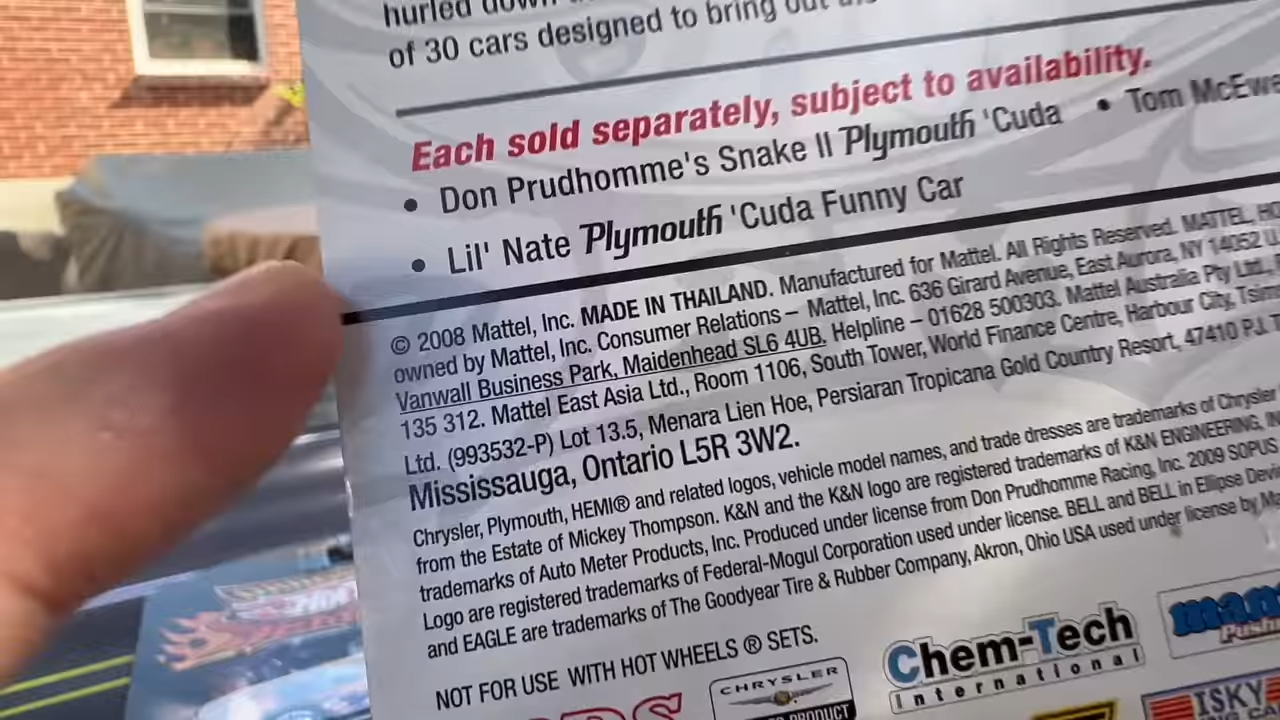 hurled down
of 30 cars designed to bring out
Each sold separately, subject to availability.
• Don Prudhomme's Snake II Plymouth 'Cuda • Tom McEwe
• Lil' Nate Plymouth 'Cuda Funny Car
© 2008 Mattel, Inc. MADE IN THAILAND. Manufactured for Mattel. All Rights Reserved. MATTEL, HO
owned by Mattel, Inc. Consumer Relations – Mattel, Inc. 636 Girard Avenue, East Aurora, NY 14052 U
Vanwall Business Park, Maidenhead SL6 4UB. Helpline – 01628 500303. Mattel Australia Pty Ltd.,
135 312. Mattel East Asia Ltd., Room 1106, South Tower, World Finance Centre, Harbour City, Tsim
Ltd. (993532-P) Lot 13.5, Menara Lien Hoe, Persiaran Tropicana Gold Country Resort, 47410 PJ. T
Mississauga, Ontario L5R 3W2.
Chrysler, Plymouth, HEMI® and related logos, vehicle model names, and trade dresses are trademarks of Chrysler
from the Estate of Mickey Thompson. K&N and the K&N logo are registered trademarks of K&N ENGINEERING, IN
trademarks of Auto Meter Products, Inc. Produced under license from Don Prudhomme Racing, Inc. 2009 SOPUS
Logo are registered trademarks of Federal-Mogul Corporation used under license. BELL and BELL in Ellipse Devi
and EAGLE are trademarks of The Goodyear Tire & Rubber Company, Akron, Ohio USA used under license by Ma
NOT FOR USE WITH HOT WHEELS ® SETS.
CHRYSLER
PRODUCT
Chem-Tech
International
Push
ISKY